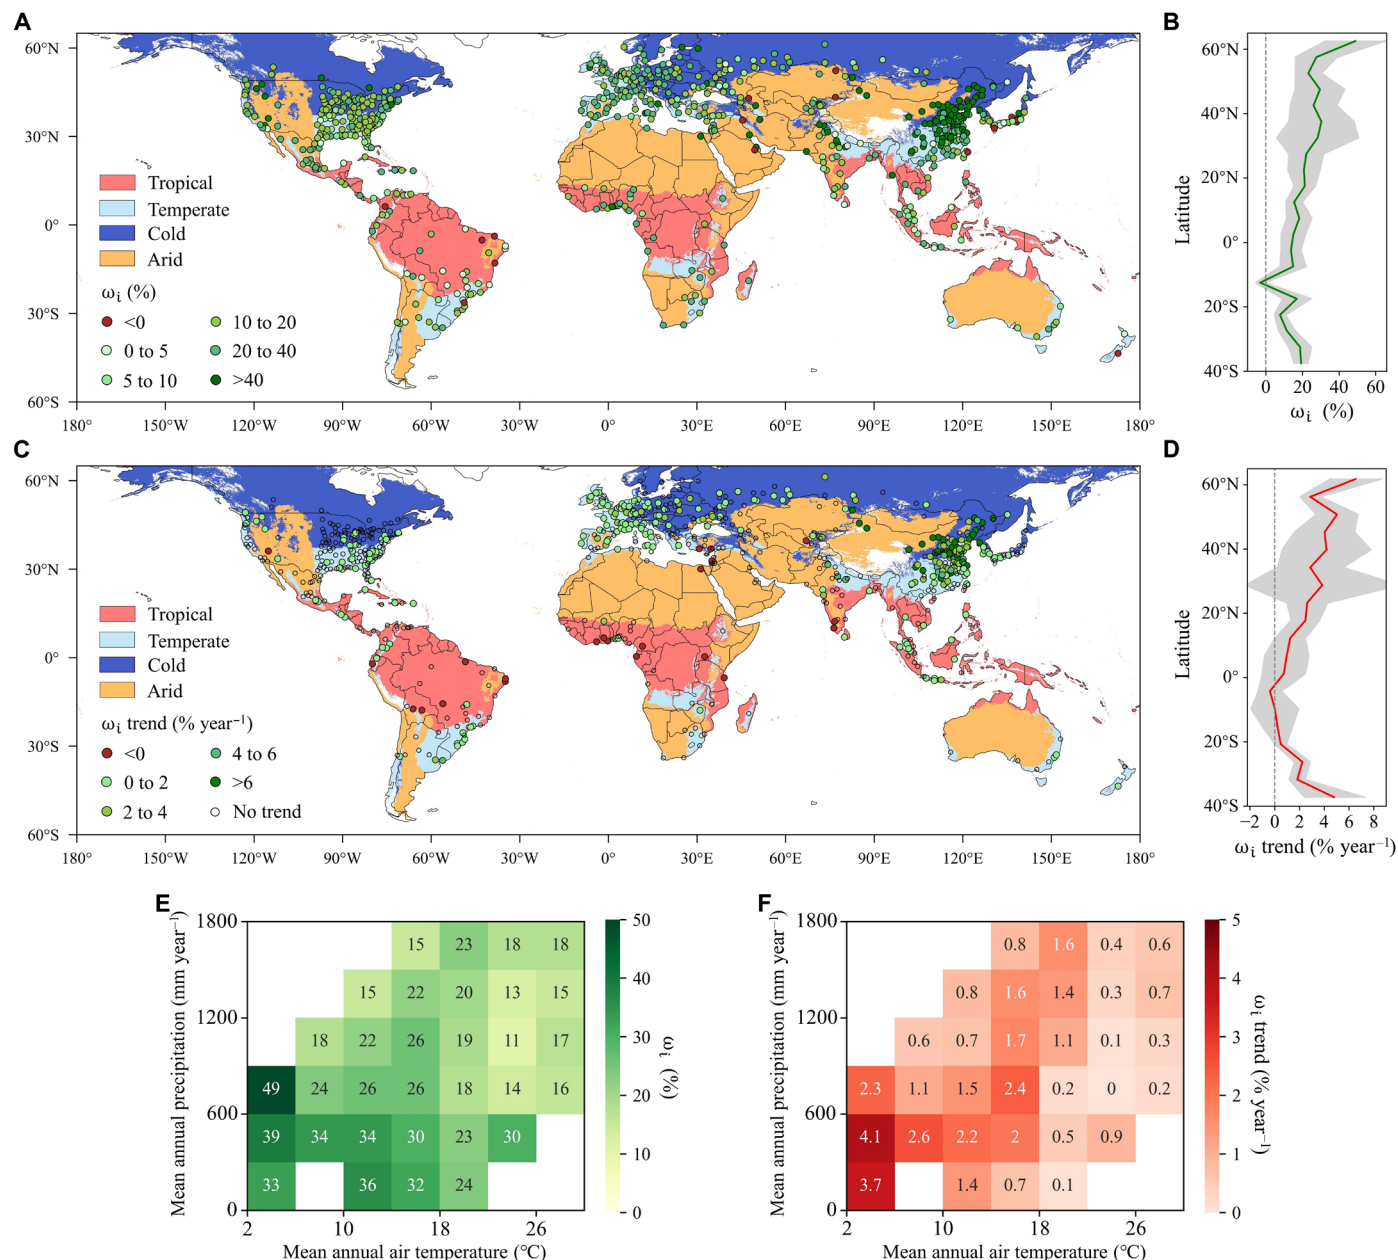 A
60°N
30°N
0°
30°S
60°S
Tropical
Temperate
Cold
Arid
ωi (%)
<0
0 to 5
5 to 10
10 to 20
20 to 40
>40
180° 150°W 120°W 90°W 60°W 30°W 0° 30°E 60°E 90°E 120°E 150°E 180°
B
Latitude
60°N
40°N
20°N
0°
20°S
40°S
0 20 40 60
ωi (%)
C
60°N
30°N
0°
30°S
60°S
Tropical
Temperate
Cold
Arid
ωi trend (% year⁻¹)
<0
0 to 2
2 to 4
4 to 6
>6
No trend
180° 150°W 120°W 90°W 60°W 30°W 0° 30°E 60°E 90°E 120°E 150°E 180°
D
Latitude
60°N
40°N
20°N
0°
20°S
40°S
−2 0 2 4 6 8
ωi trend (% year⁻¹)
E
Mean annual precipitation (mm year⁻¹)
1800
1200
600
0
15 23 18 18
15 22 20 13 15
18 22 26 19 11 17
49 24 26 26 18 14 16
39 34 34 30 23 30
33 36 32 24
2 10 18 26
Mean annual air temperature (°C)
50
40
30
20
10
0
ωi (%)
F
Mean annual precipitation (mm year⁻¹)
1800
1200
600
0
0.8 1.6 0.4 0.6
0.8 1.6 1.4 0.3 0.7
0.6 0.7 1.7 1.1 0.1 0.3
2.3 1.1 1.5 2.4 0.2 0 0.2
4.1 2.6 2.2 2 0.5 0.9
3.7 1.4 0.7 0.1
2 10 18 26
Mean annual air temperature (°C)
5
4
3
2
1
0
ωi trend (% year⁻¹)